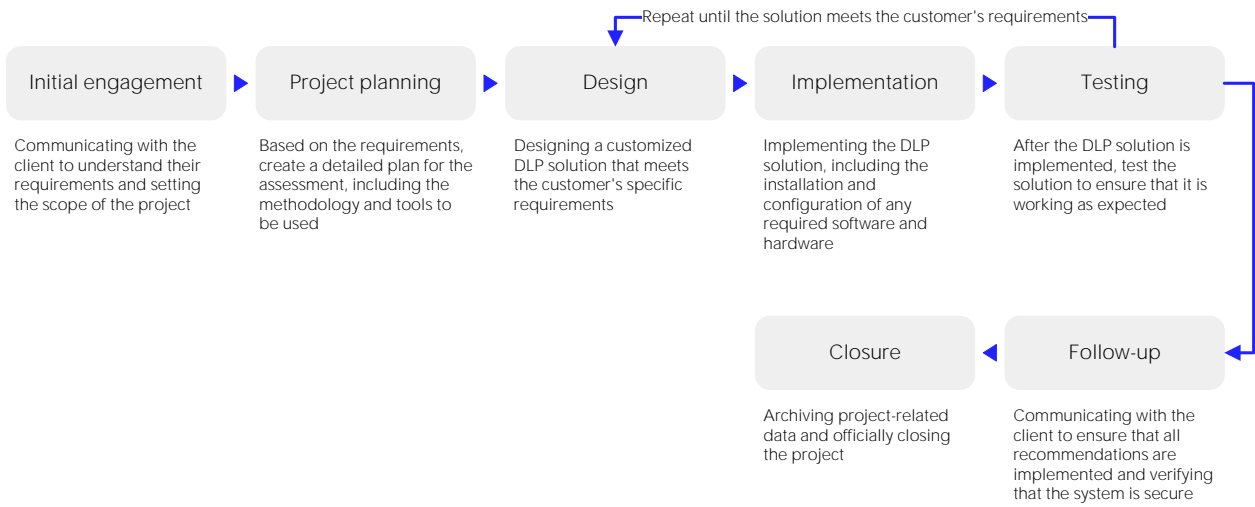 Repeat until the solution meets the customer's requirements
Initial engagement
Project planning
Design
Implementation
Testing
Communicating with the
client to understand their
requirements and setting
the scope of the project
Based on the requirements,
create a detailed plan for the
assessment, including the
methodology and tools to
be used
Designing a customized
DLP solution that meets
the customer's specific
requirements
Implementing the DLP
solution, including the
installation and
configuration of any
required software and
hardware
After the DLP solution is
implemented, test the
solution to ensure that it is
working as expected
Closure
Follow-up
Archiving project-related
data and officially closing
the project
Communicating with the
client to ensure that all
recommendations are
implemented and verifying
that the system is secure